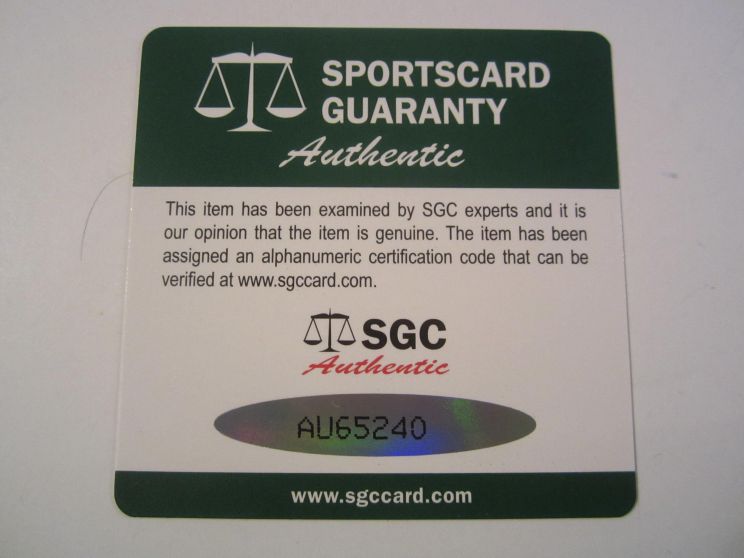 SPORTSCARD
GUARANTY
Authentic
This item has been examined by SGC experts and it is
our opinion that the item is genuine. The item has been
assigned an alphanumeric certification code that can be
verified at www.sgccard.com.
SGC
Authentic
AU65240
www.sgccard.com